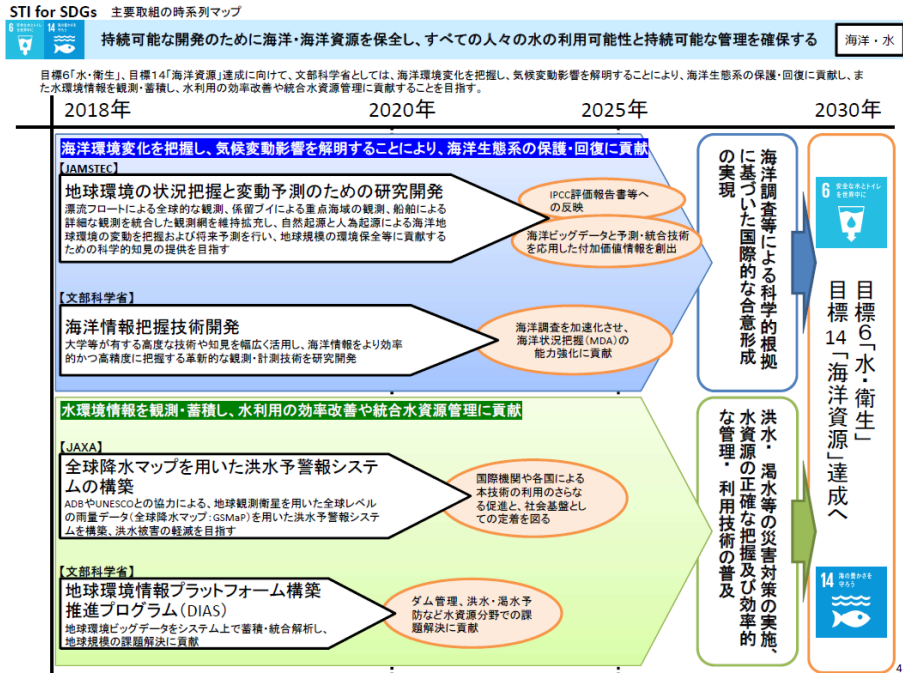 STI for SDGs 主要取組の時系列マップ
6 安全な水とトイレを世界中に
14 海の豊かさを守ろう
持続可能な開発のために海洋・海洋資源を保全し、すべての人々の水の利用可能性と持続可能な管理を確保する
海洋・水
目標6「水・衛生」、目標14「海洋資源」達成に向けて、文部科学省としては、海洋環境変化を把握し、気候変動影響を解明することにより、海洋生態系の保護・回復に貢献し、ま
た水環境情報を観測・蓄積し、水利用の効率改善や統合水資源管理に貢献することを目指す。
2018年 2020年 2025年 2030年
海洋環境変化を把握し、気候変動影響を解明することにより、海洋生態系の保護・回復に貢献
【JAMSTEC】
地球環境の状況把握と変動予測のための研究開発
漂流フロートによる全球的な観測、係留ブイによる重点海域の観測、船舶による
詳細な観測を統合した観測網を維持拡充し、自然起源と人為起源による海洋地
球環境の変動を把握および将来予測を行い、地球規模の環境保全等に貢献する
ための科学的知見の提供を目指す
IPCC評価報告書等へ
の反映
海洋ビッグデータと予測・統合技術
を応用した付加価値情報を創出
【文部科学省】
海洋情報把握技術開発
大学等が有する高度な技術や知見を幅広く活用し、海洋情報をより効率
的かつ高精度に把握する革新的な観測・計測技術を研究開発
海洋調査を加速化させ、
海洋状況把握(MDA)の
能力強化に貢献
海洋調査等による科学的根拠
に基づいた国際的な合意形成
の実現
水環境情報を観測・蓄積し、水利用の効率改善や統合水資源管理に貢献
【JAXA】
全球降水マップを用いた洪水予警報システ
ムの構築
ADBやUNESCOとの協力による、地球観測衛星を用いた全球レベル
の雨量データ(全球降水マップ:GSMaP)を用いた洪水予警報システ
ムを構築、洪水被害の軽減を目指す
国際機関や各国による
本技術の利用のさらな
る促進と、社会基盤とし
ての定着を図る
【文部科学省】
地球環境情報プラットフォーム構築
推進プログラム(DIAS)
地球環境ビッグデータをシステム上で蓄積・統合解析し、
地球規模の課題解決に貢献
ダム管理、洪水・渇水予
防など水資源分野での課
題解決に貢献
洪水・渇水等の災害対策の実施、
水資源の正確な把握及び効率的
な管理・利用技術の普及
6 安全な水とトイレ
を世界中に
目標6「水・衛生」
目標14「海洋資源」達成へ
14 海の豊かさを
守ろう
4